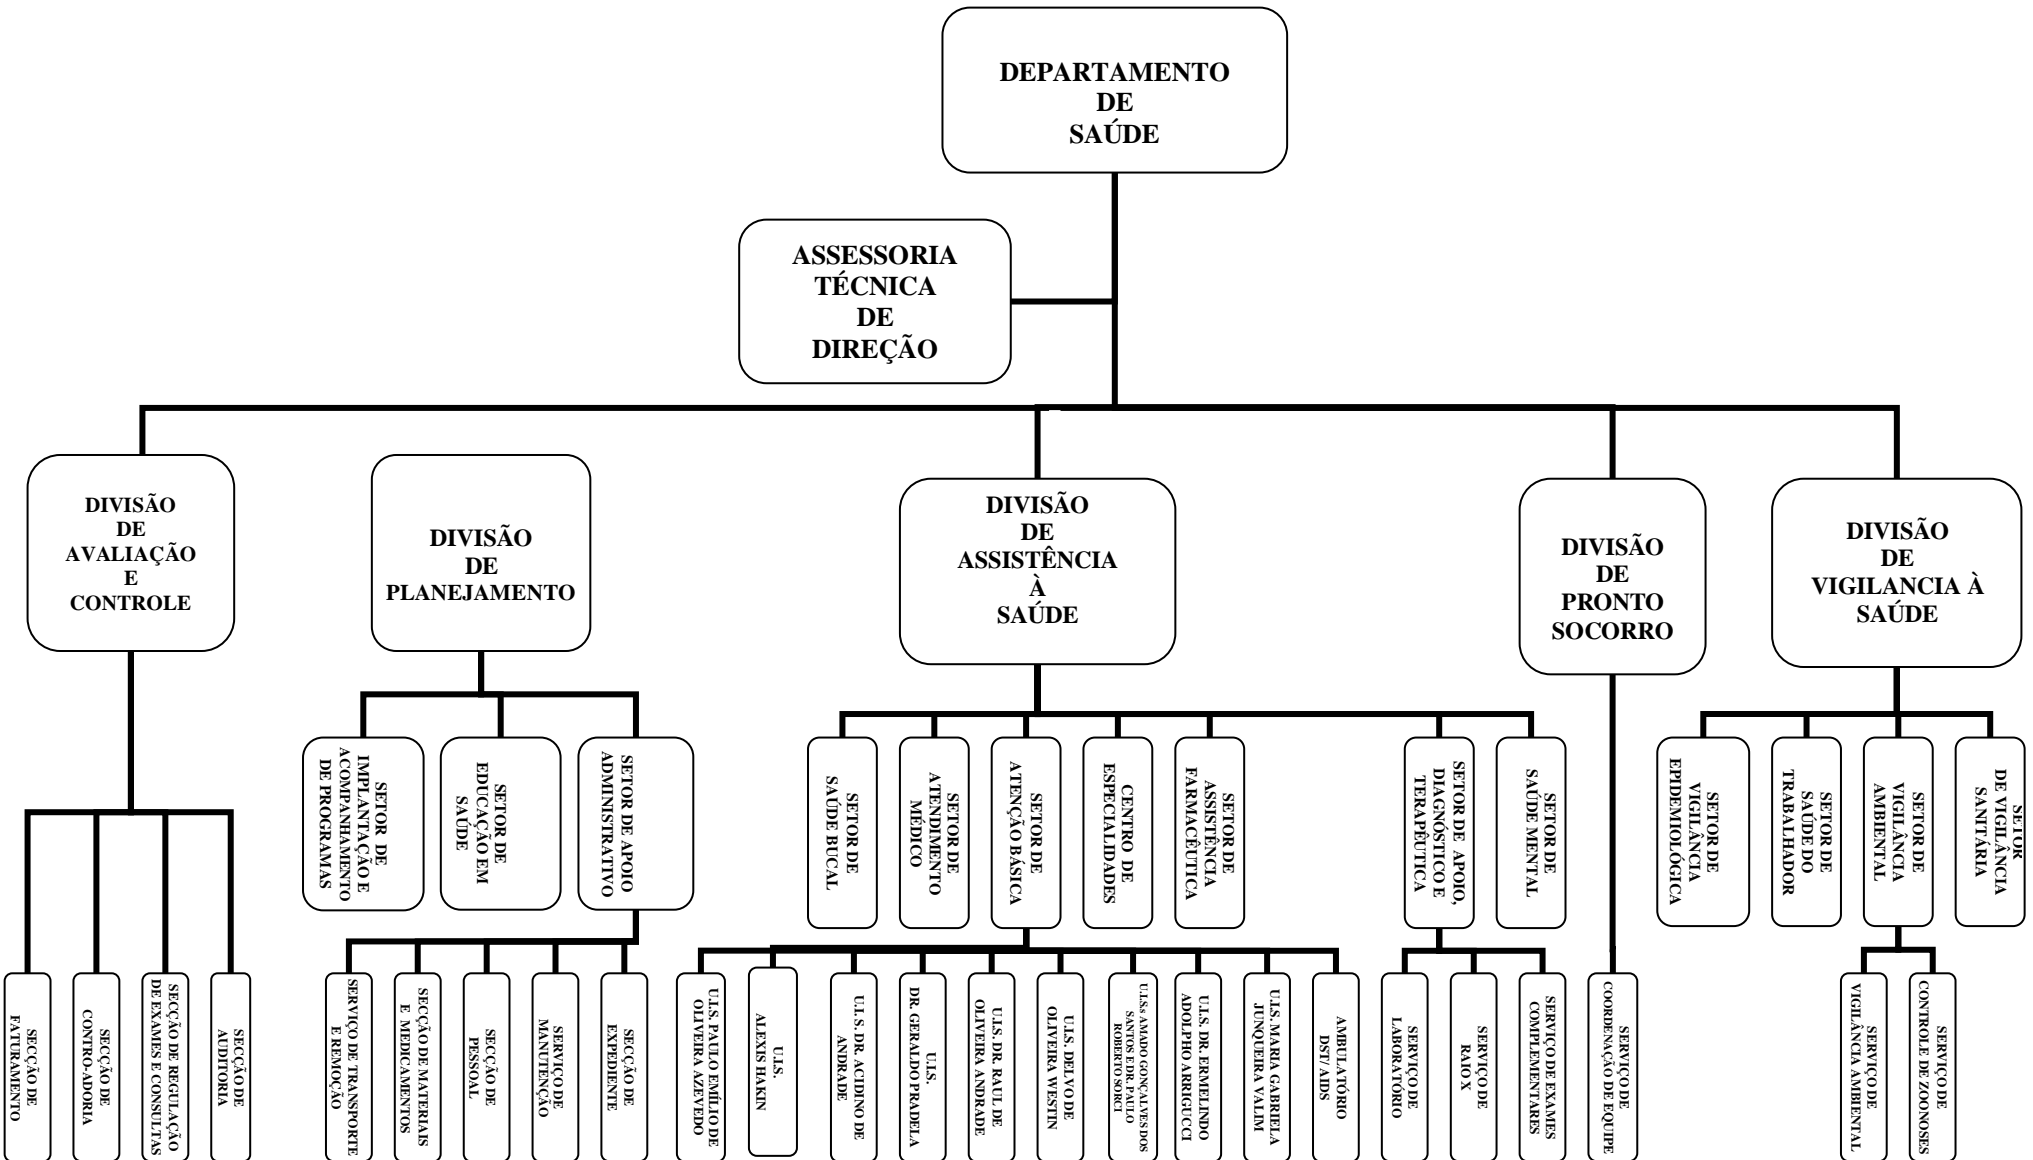 DEPARTAMENTO
DE
SAÚDE
ASSESSORIA
TÉCNICA
DE
DIREÇÃO
DIVISÃO
DE
AVALIAÇÃO
E
CONTROLE
DIVISÃO
DE
PLANEJAMENTO
DIVISÃO
DE
ASSISTÊNCIA
À
SAÚDE
DIVISÃO
DE
PRONTO
SOCORRO
DIVISÃO
DE
VIGILANCIA À
SAÚDE
SETOR DE
IMPLANTAÇÃO E
ACOMPANHAMENTO
DE PROGRAMAS
SETOR DE
EDUCAÇÃO EM
SAÚDE
SETOR DE APOIO
ADMINISTRATIVO
SETOR DE
SAÚDE BUCAL
SETOR DE
ATENDIMENTO
MÉDICO
SETOR DE
ATENÇÃO BÁSICA
CENTRO DE
ESPECIALIDADES
SETOR DE
ASSISTÊNCIA
FARMACÊUTICA
SETOR DE APOIO,
DIAGNÓSTICO E
TERAPÊUTICA
SETOR DE
SAÚDE MENTAL
SETOR DE
VIGILÂNCIA
EPIDEMIOLÓGICA
SETOR DE
SAÚDE DO
TRABALHADOR
SETOR DE
VIGILÂNCIA
AMBIENTAL
SETOR
DE VIGILÂNCIA
SANITÁRIA
SECÇÃO DE
FATURAMENTO
SECÇÃO DE
CONTRO-ADORIA
SECÇÃO DE REGULAÇÃO
DE EXAMES E CONSULTAS
SECÇÃO DE
AUDITORIA
SERVIÇO DE TRANSPORTE
E REMOÇÃO
SECÇÃO DE MATERIAIS
E MEDICAMENTOS
SECÇÃO DE
PESSOAL
SERVIÇO DE
MANUTENÇÃO
SECÇÃO DE
EXPEDIENTE
U.I.S. PAULO EMÍLIO DE
OLIVEIRA AZEVEDO
U.I.S.
ALEXIS HAKIN
U.I.S. DR. ACIDINO DE
ANDRADE
U.I.S.
DR. GERALDO PRADELA
U.I.S. DR. RAUL DE
OLIVEIRA ANDRADE
U.I.S. DELVO DE
OLIVEIRA WESTIN
U.I.S.s AMADO GONÇALVES DOS
SANTOS E DR. PAULO
ROBERTO SORCI
U.I.S. DR. ERMELINDO
ADOLPHO ARRIGUCCI
U.I.S. MARIA GABRIELA
JUNQUEIRA VALIM
AMBULATÓRIO
DST/ AIDS
SERVIÇO DE
LABORATÓRIO
SERVIÇO DE
RAIO X
SERVIÇO DE EXAMES
COMPLEMENTARES
SERVIÇO DE
COORDENAÇÃO DE EQUIPE
SERVIÇO DE
VIGILÂNCIA AMBIENTAL
SERVIÇO DE
CONTROLE DE ZOONOSES